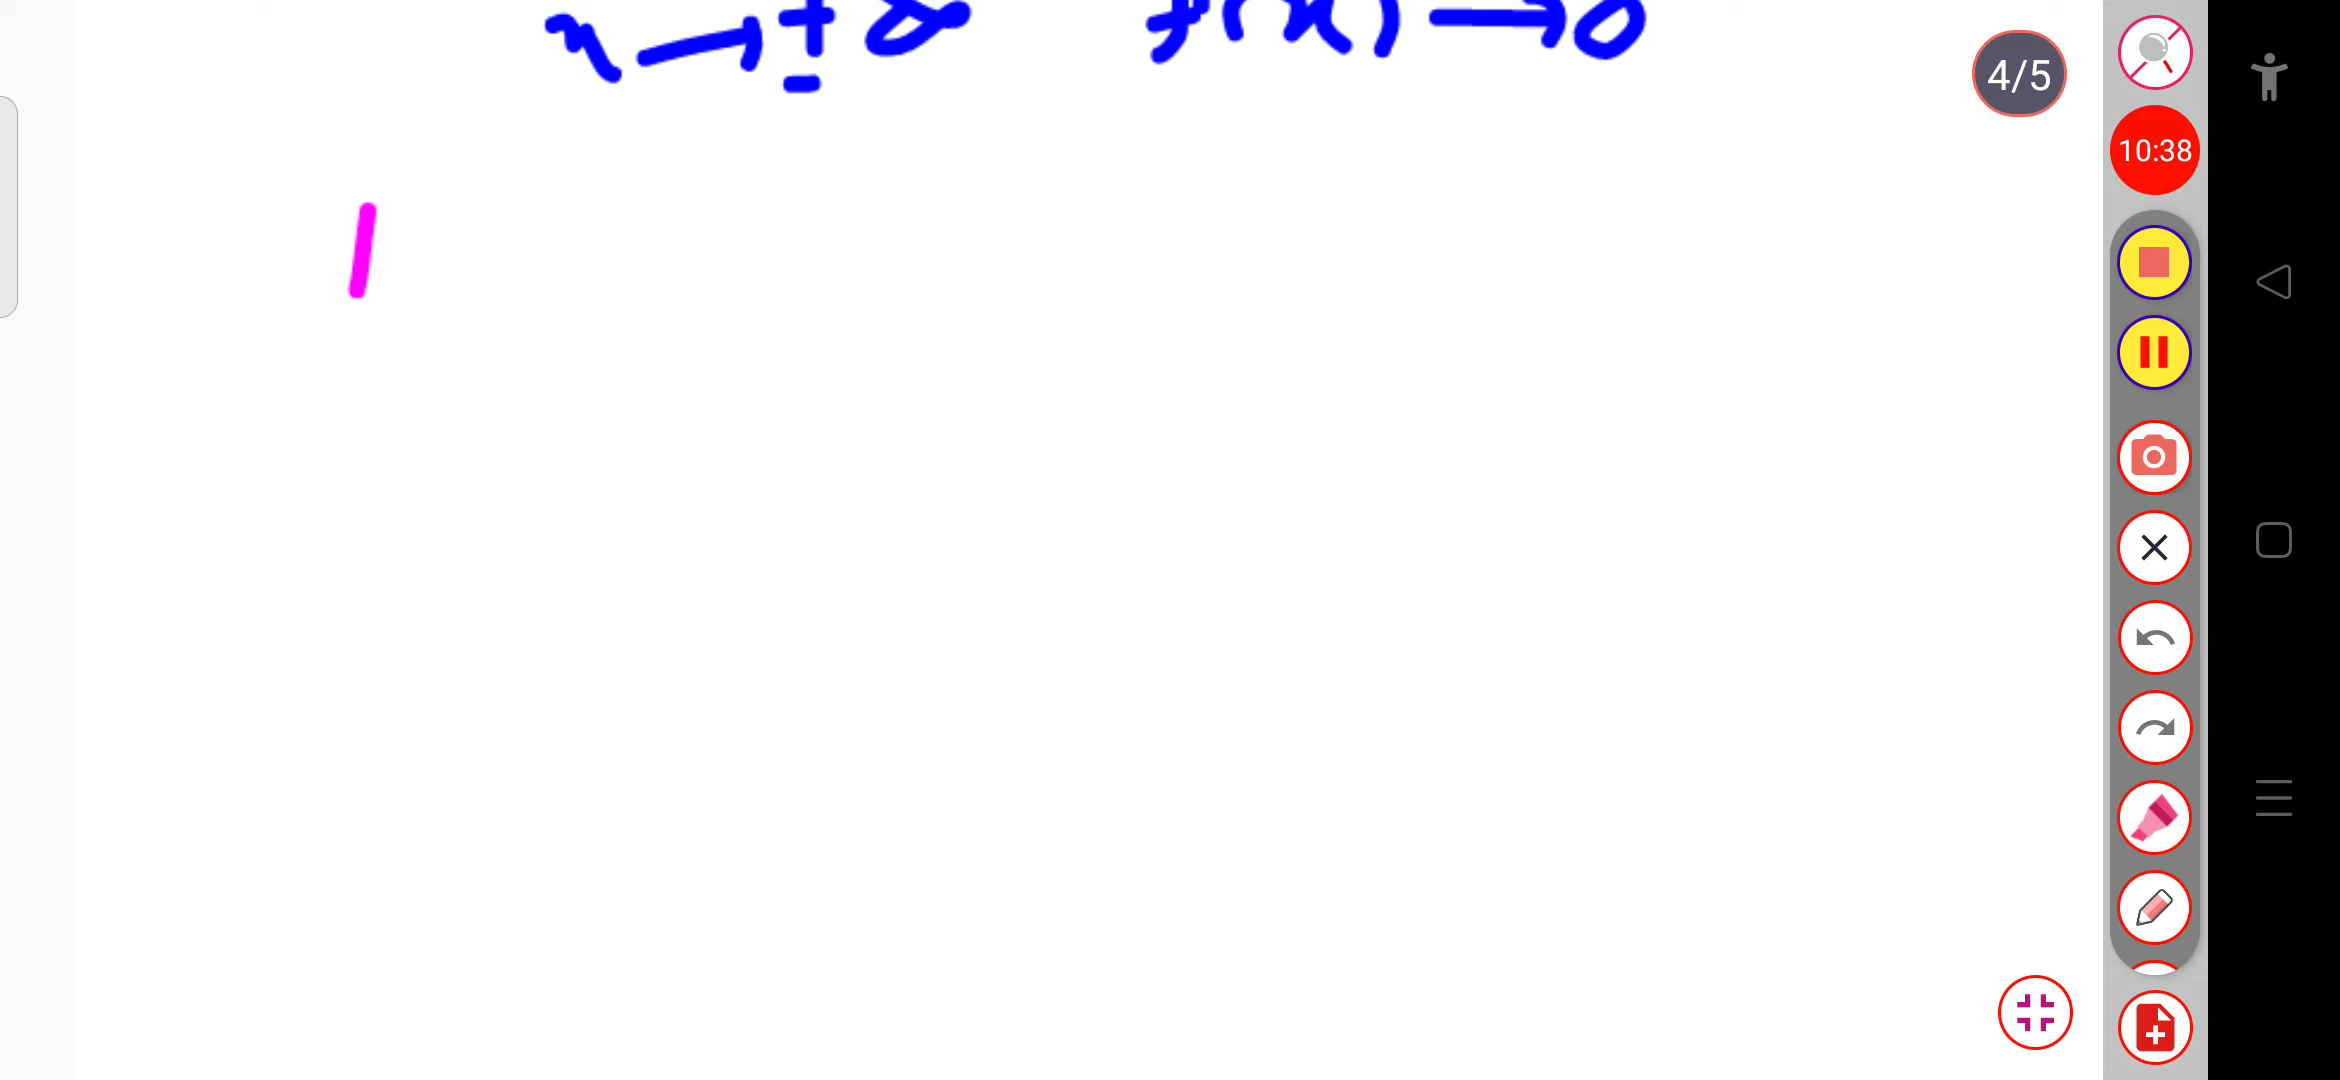 x → ± ∞ f(x) → 0
4/5
10:38